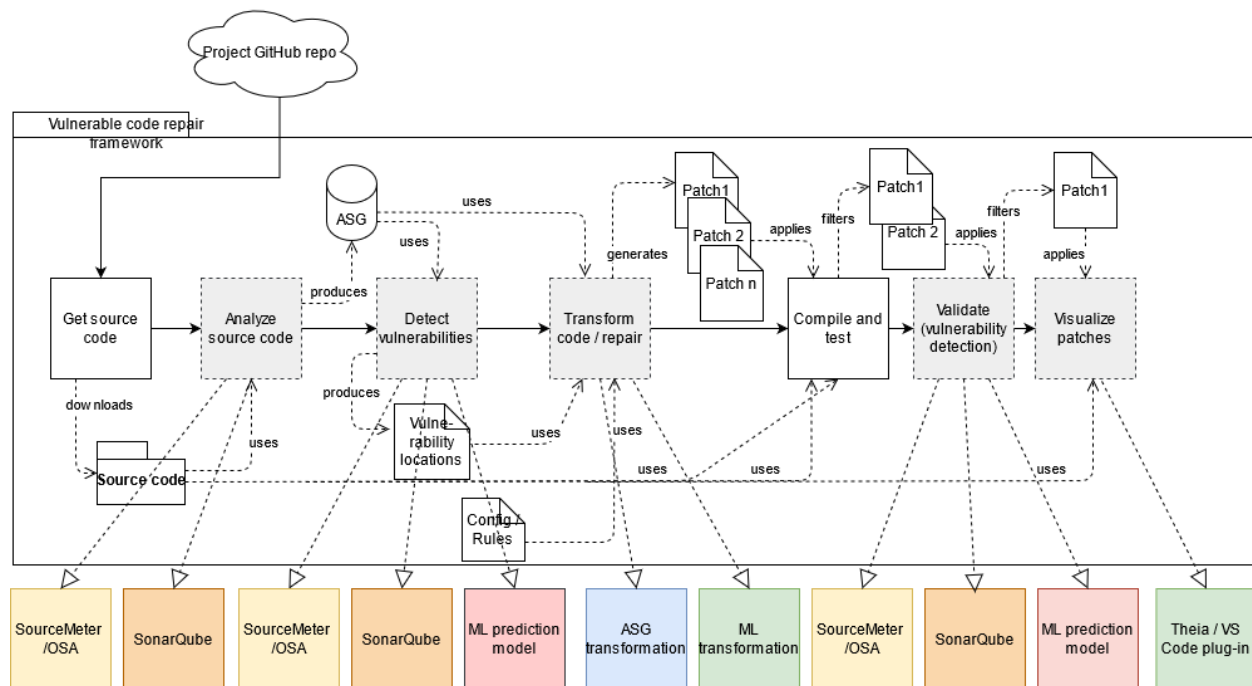 Project GitHub repo
Vulnerable code repair
framework
ASG
uses
uses
produces
generates
Patch1
Patch 2
Patch n
applies
filters
Patch1
Patch 2
applies
filters
Patch1
applies
Get source
code
Analyze
source code
Detect
vulnerabilities
Transform
code / repair
Compile and
test
Validate
(vulnerability
detection)
Visualize
patches
downloads
Source code
uses
produces
Vulne-
rability
locations
uses
uses
Config /
Rules
uses
uses
uses
SourceMeter
/OSA
SonarQube
SourceMeter
/OSA
SonarQube
ML prediction
model
ASG
transformation
ML
transformation
SourceMeter
/OSA
SonarQube
ML prediction
model
Theia / VS
Code plug-in